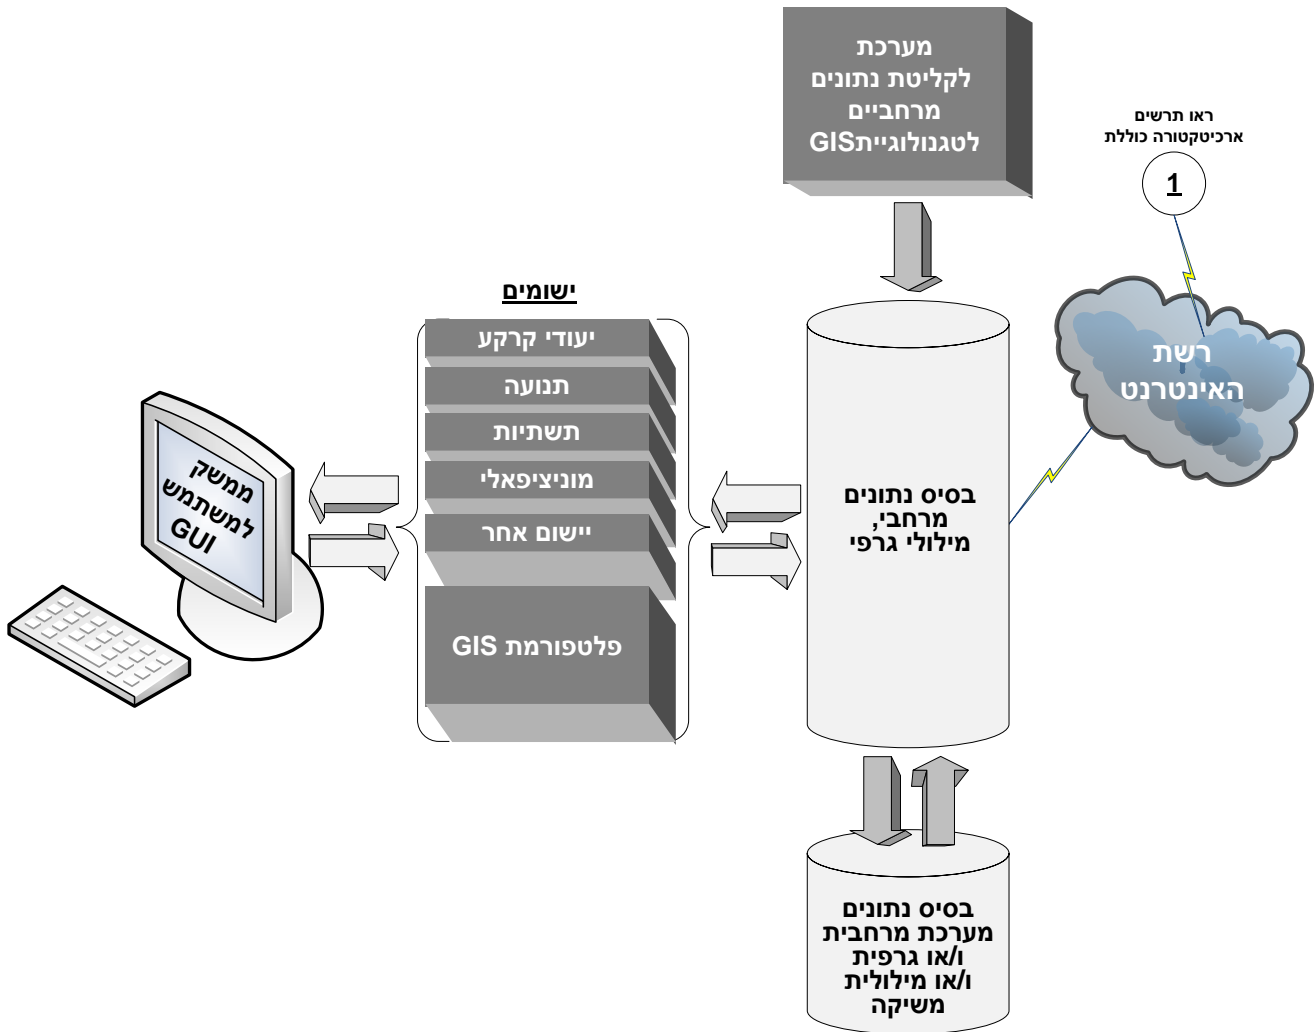 מערכת
לקליטת נתונים
מרחביים
לטגנולוגייתGIS
ראו תרשים
ארכיטקטורה כוללת
1
רשת
האינטרנט
ישומים
יעודי קרקע
תנועה
תשתיות
מוניציפאלי
יישום אחר
פלטפורמת GIS
ממשק
למשתמש
GUI
בסיס נתונים
מרחבי,
מילולי גרפי
בסיס נתונים
מערכת מרחבית
ו/או גרפית
ו/או מילולית
משיקה